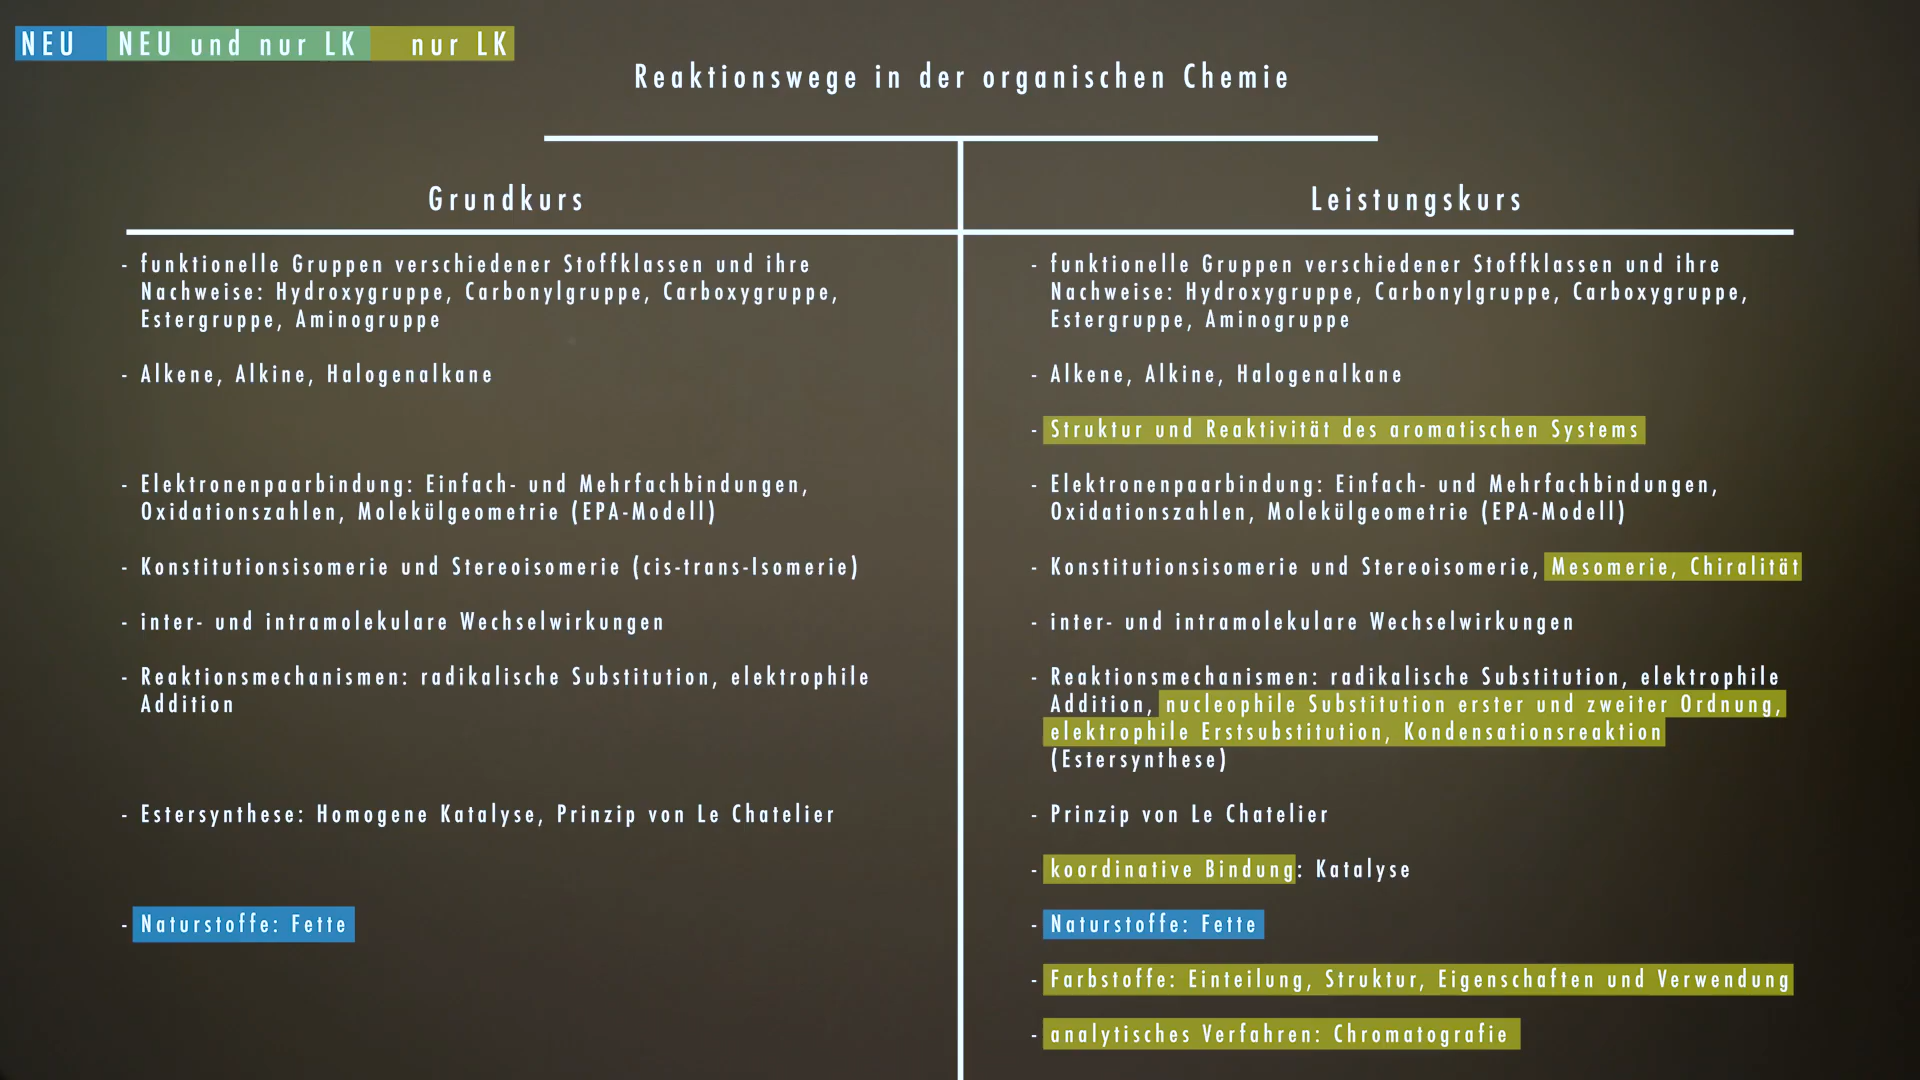 NEU NEU und nur LK nur LK
Reaktionswege in der organischen Chemie
Grundkurs
- funktionelle Gruppen verschiedener Stoffklassen und ihre
Nachweise: Hydroxygruppe, Carbonylgruppe, Carboxygruppe,
Estergruppe, Aminogruppe
- Alkene, Alkine, Halogenalkane
- Elektronenpaarbindung: Einfach- und Mehrfachbindungen,
Oxidationszahlen, Molekülgeometrie (EPA-Modell)
- Konstitutionsisomerie und Stereoisomerie (cis-trans-Isomerie)
- inter- und intramolekulare Wechselwirkungen
- Reaktionsmechanismen: radikalische Substitution, elektrophile
Addition
- Estersynthese: Homogene Katalyse, Prinzip von Le Chatelier
- Naturstoffe: Fette
Leistungskurs
- funktionelle Gruppen verschiedener Stoffklassen und ihre
Nachweise: Hydroxygruppe, Carbonylgruppe, Carboxygruppe,
Estergruppe, Aminogruppe
- Alkene, Alkine, Halogenalkane
- Struktur und Reaktivität des aromatischen Systems
- Elektronenpaarbindung: Einfach- und Mehrfachbindungen,
Oxidationszahlen, Molekülgeometrie (EPA-Modell)
- Konstitutionsisomerie und Stereoisomerie, Mesomerie, Chiralität
- inter- und intramolekulare Wechselwirkungen
- Reaktionsmechanismen: radikalische Substitution, elektrophile
Addition, nucleophile Substitution erster und zweiter Ordnung,
elektrophile Erstsubstitution, Kondensationsreaktion
(Estersynthese)
- Prinzip von Le Chatelier
- koordinative Bindung: Katalyse
- Naturstoffe: Fette
- Farbstoffe: Einteilung, Struktur, Eigenschaften und Verwendung
- analytisches Verfahren: Chromatografie